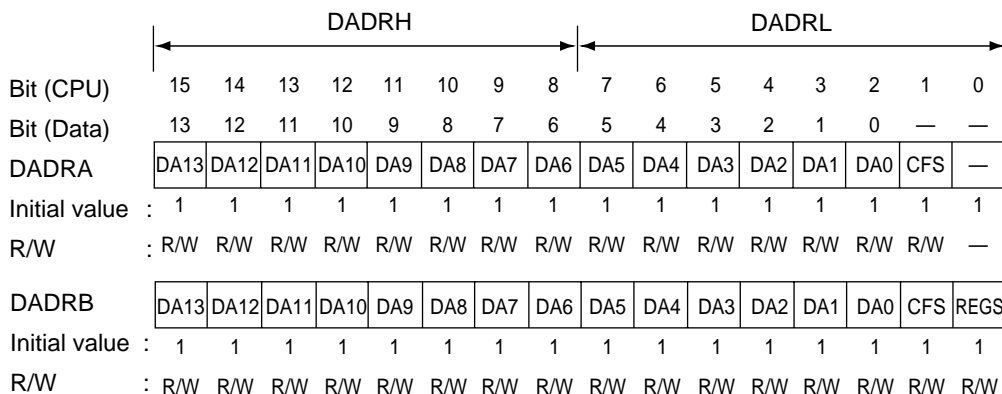 DADRH DADRL
Bit (CPU) 15 14 13 12 11 10 9 8 7 6 5 4 3 2 1 0
Bit (Data) 13 12 11 10 9 8 7 6 5 4 3 2 1 0 — —
DADRA DA13 DA12 DA11 DA10 DA9 DA8 DA7 DA6 DA5 DA4 DA3 DA2 DA1 DA0 CFS —
Initial value : 1 1 1 1 1 1 1 1 1 1 1 1 1 1 1 1
R/W : R/W R/W R/W R/W R/W R/W R/W R/W R/W R/W R/W R/W R/W R/W R/W —
DADRB DA13 DA12 DA11 DA10 DA9 DA8 DA7 DA6 DA5 DA4 DA3 DA2 DA1 DA0 CFS REGS
Initial value : 1 1 1 1 1 1 1 1 1 1 1 1 1 1 1 1
R/W : R/W R/W R/W R/W R/W R/W R/W R/W R/W R/W R/W R/W R/W R/W R/W R/W